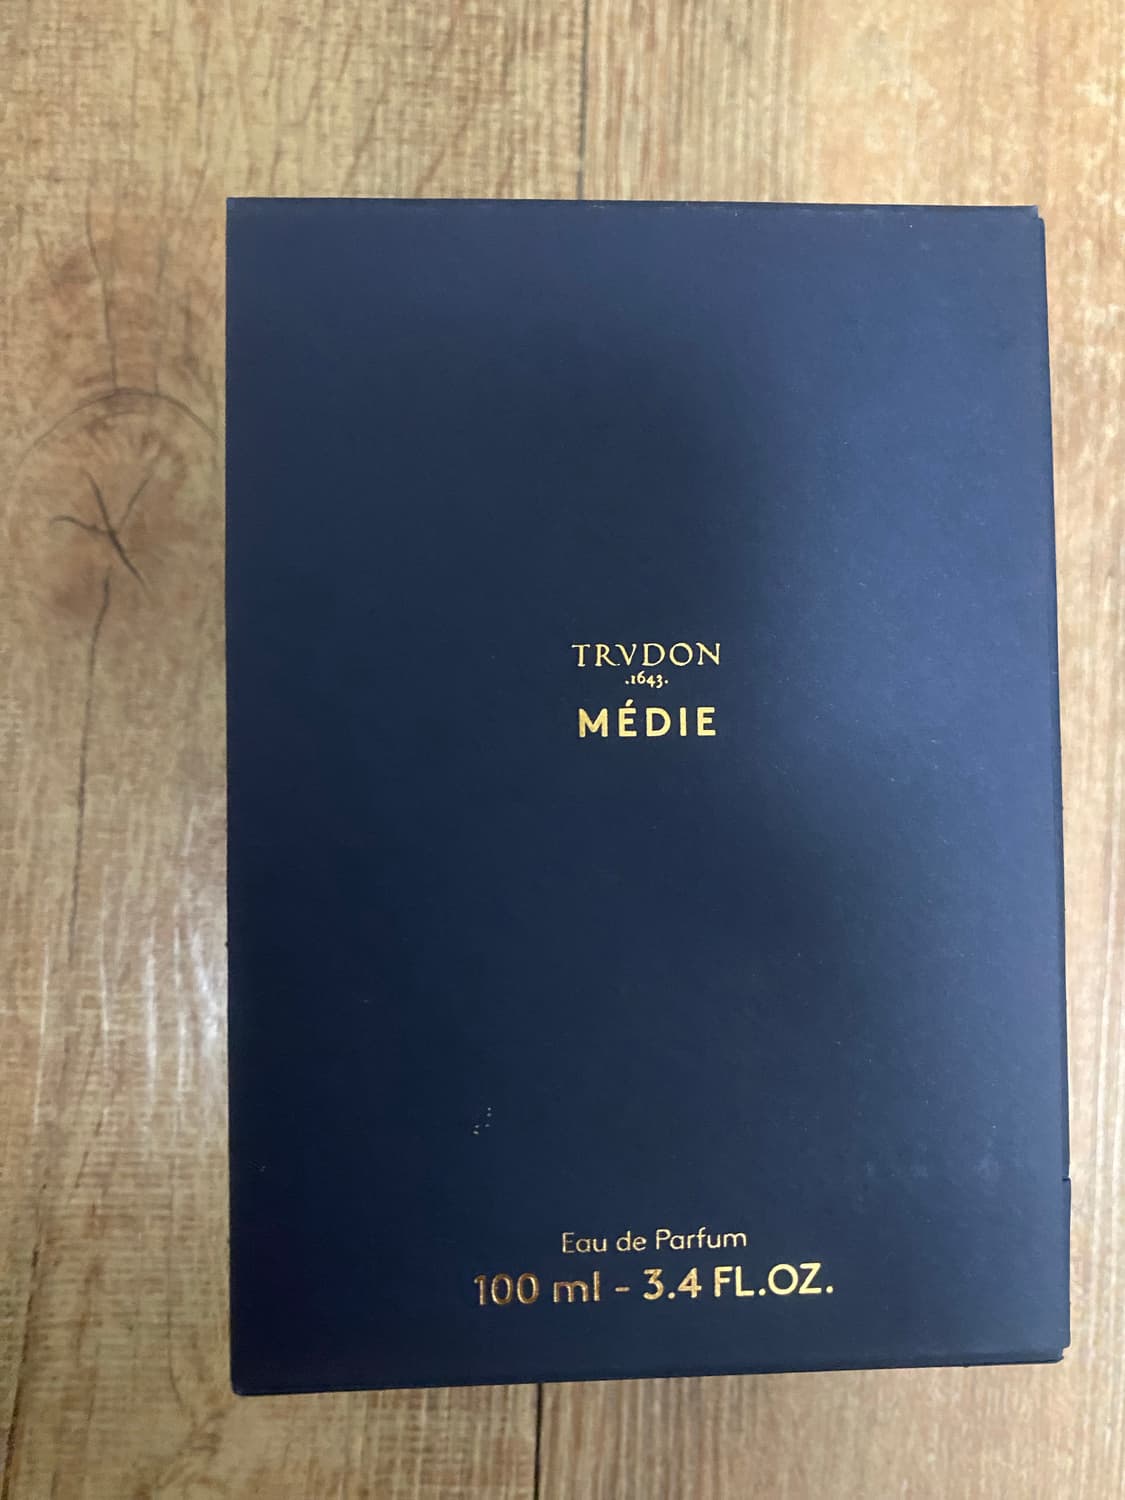 TRVDON
.1643.
MÉDIE
Eau de Parfum
100 ml - 3.4 FL.OZ.